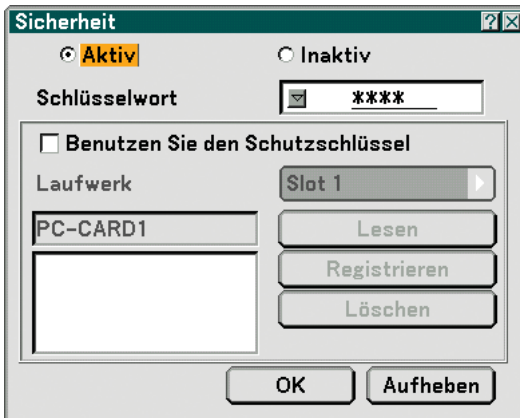 Sicherheit
Aktiv Inaktiv
Schlüsselwort ****
Benutzen Sie den Schutzschlüssel
Laufwerk Slot 1
PC-CARD1 Lesen
Registrieren
Löschen
OK Aufheben